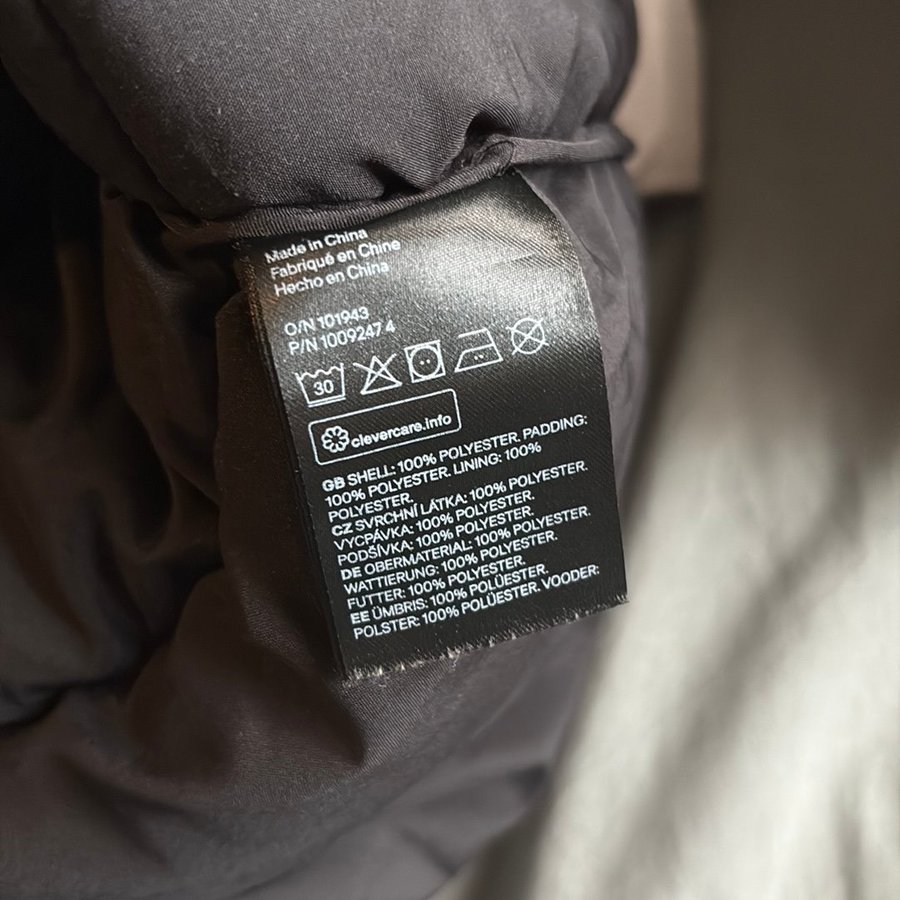 Made in China
Fabriqué en Chine
Hecho en China
O/N 101943
P/N 1009247 4
30
clevercare.info
GB SHELL: 100% POLYESTER. PADDING:
100% POLYESTER. LINING: 100%
POLYESTER.
CZ SVRCHNÍ LÁTKA: 100% POLYESTER.
VYCPÁVKA: 100% POLYESTER.
PODŠÍVKA: 100% POLYESTER.
DE OBERMATERIAL: 100% POLYESTER.
WATTIERUNG: 100% POLYESTER.
FUTTER: 100% POLYESTER.
EE ÜMBRIS: 100% POLÜESTER.
POLSTER: 100% POLÜESTER. VOODER: